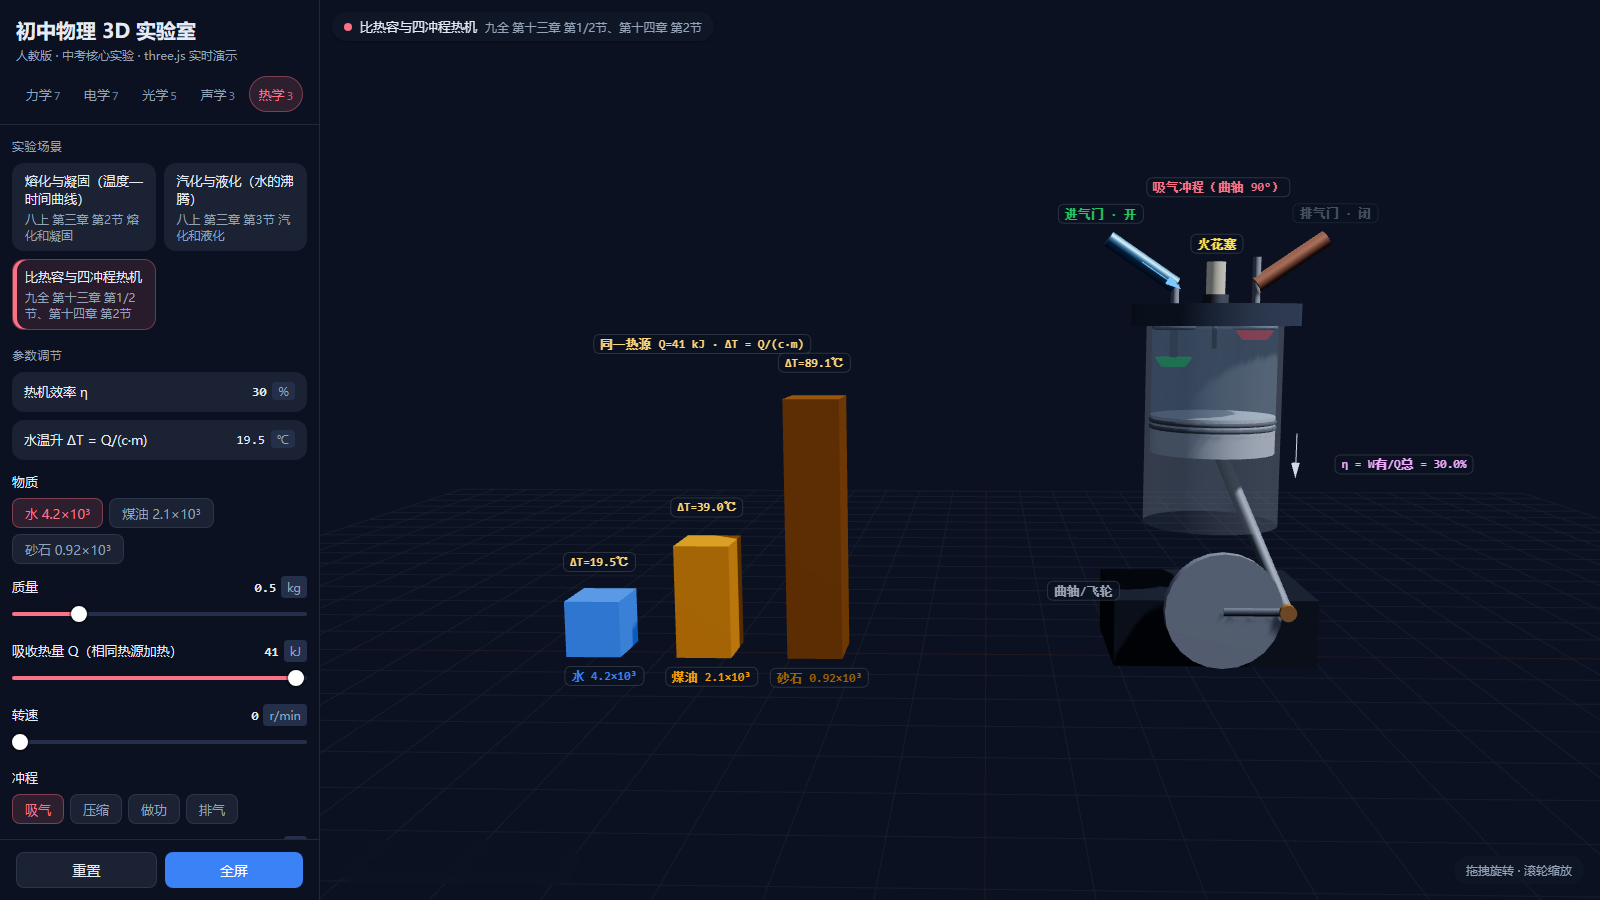 初中物理 3D 实验室
人教版 · 中考核心实验 · three.js 实时演示
力学 7 电学 7 光学 5 声学 3 热学 3
实验场景
熔化与凝固（温度—
时间曲线）
八上 第三章 第2节 熔
化和凝固
汽化与液化（水的沸
腾）
八上 第三章 第3节 汽
化和液化
比热容与四冲程热机
九全 第十三章 第1/2
节、第十四章 第2节
参数调节
热机效率 η 30 %
水温升 ΔT = Q/(c·m) 19.5 ℃
物质
水 4.2×10³ 煤油 2.1×10³
砂石 0.92×10³
质量 0.5 kg
吸收热量 Q（相同热源加热） 41 kJ
转速 0 r/min
冲程
吸气 压缩 做功 排气
重置 全屏
比热容与四冲程热机 九全 第十三章 第1/2节、第十四章 第2节
吸气冲程（曲轴 90°）
进气门 · 开
排气门 · 闭
火花塞
同一热源 Q=41 kJ · ΔT = Q/(c·m)
ΔT=89.1℃
ΔT=39.0℃
ΔT=19.5℃
η = W有/Q总 = 30.0%
曲轴/飞轮
水 4.2×10³
煤油 2.1×10³
砂石 0.92×10³
拖拽旋转 · 滚轮缩放